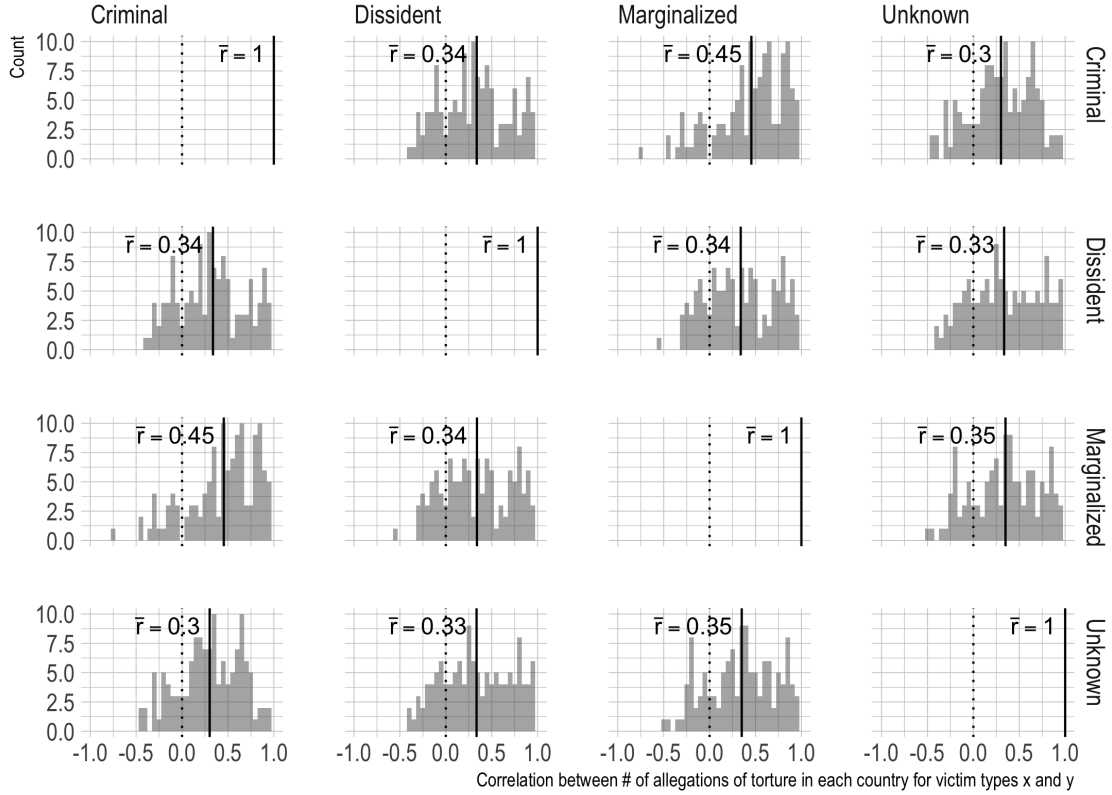 Criminal Dissident Marginalized Unknown
Count
10.0 r̄ = 1 r̄ = 0.34 r̄ = 0.45 r̄ = 0.3 Criminal
7.5
5.0
2.5
0.0
10.0 r̄ = 0.34 r̄ = 1 r̄ = 0.34 r̄ = 0.33 Dissident
7.5
5.0
2.5
0.0
10.0 r̄ = 0.45 r̄ = 0.34 r̄ = 1 r̄ = 0.35 Marginalized
7.5
5.0
2.5
0.0
10.0 r̄ = 0.3 r̄ = 0.33 r̄ = 0.35 r̄ = 1 Unknown
7.5
5.0
2.5
0.0
-1.0 -0.5 0.0 0.5 1.0 -1.0 -0.5 0.0 0.5 1.0 -1.0 -0.5 0.0 0.5 1.0 -1.0 -0.5 0.0 0.5 1.0
Correlation between # of allegations of torture in each country for victim types x and y